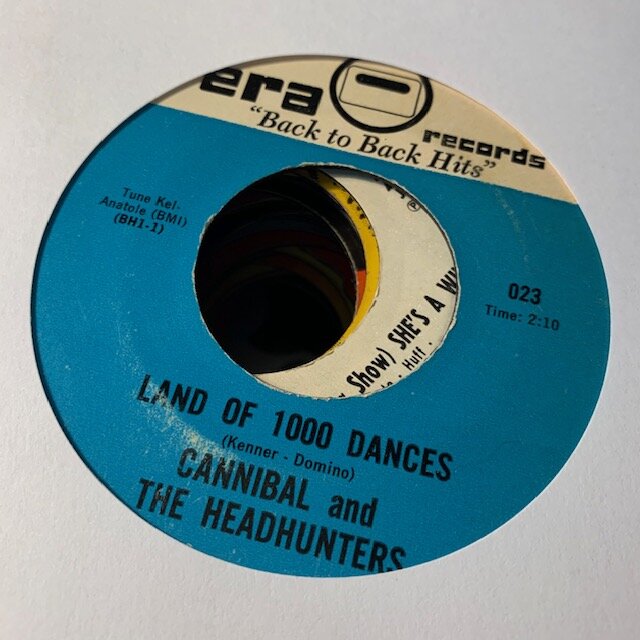 era
records
"Back to Back Hits"
Tune Kel-
Anatole (BMI)
(BH1-1)
023
Time: 2:10
Show) SHE'S A
Huff
LAND OF 1000 DANCES
(Kenner - Domino)
CANNIBAL and
THE HEADHUNTERS